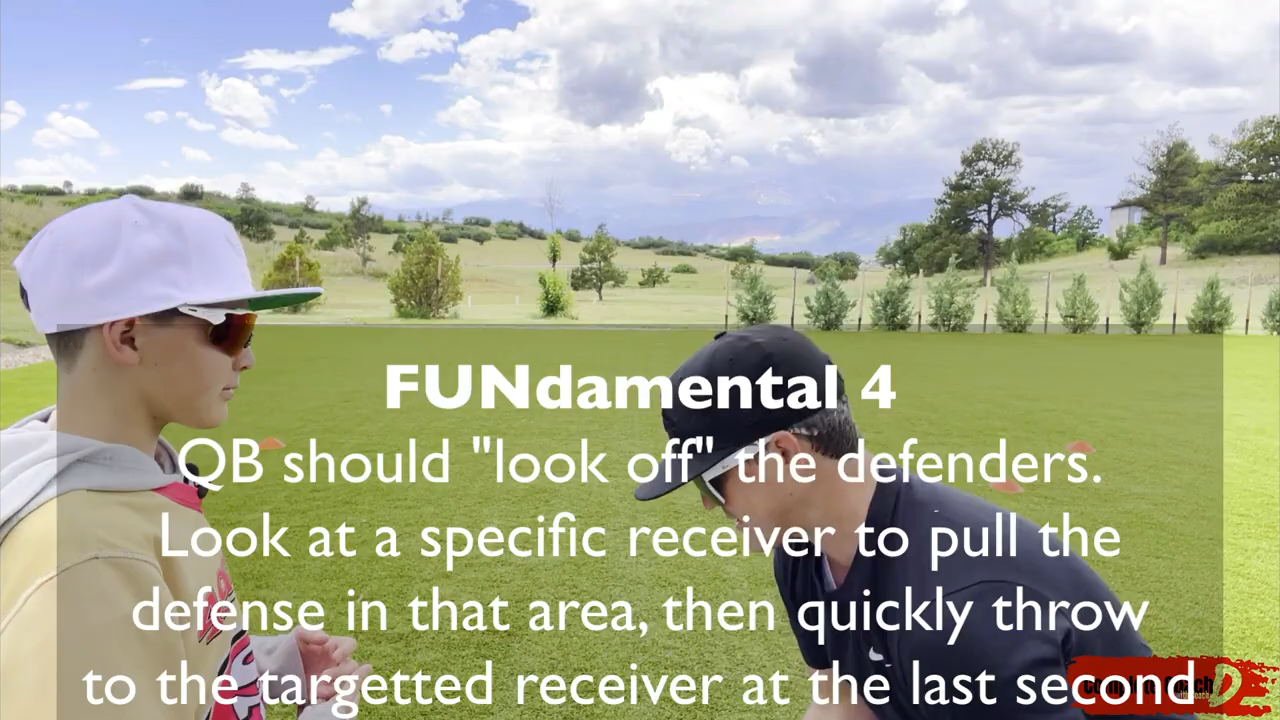 FUNdamental 4
QB should "look off" the defenders.
Look at a specific receiver to pull the
defense in that area, then quickly throw
to the targetted receiver at the last second